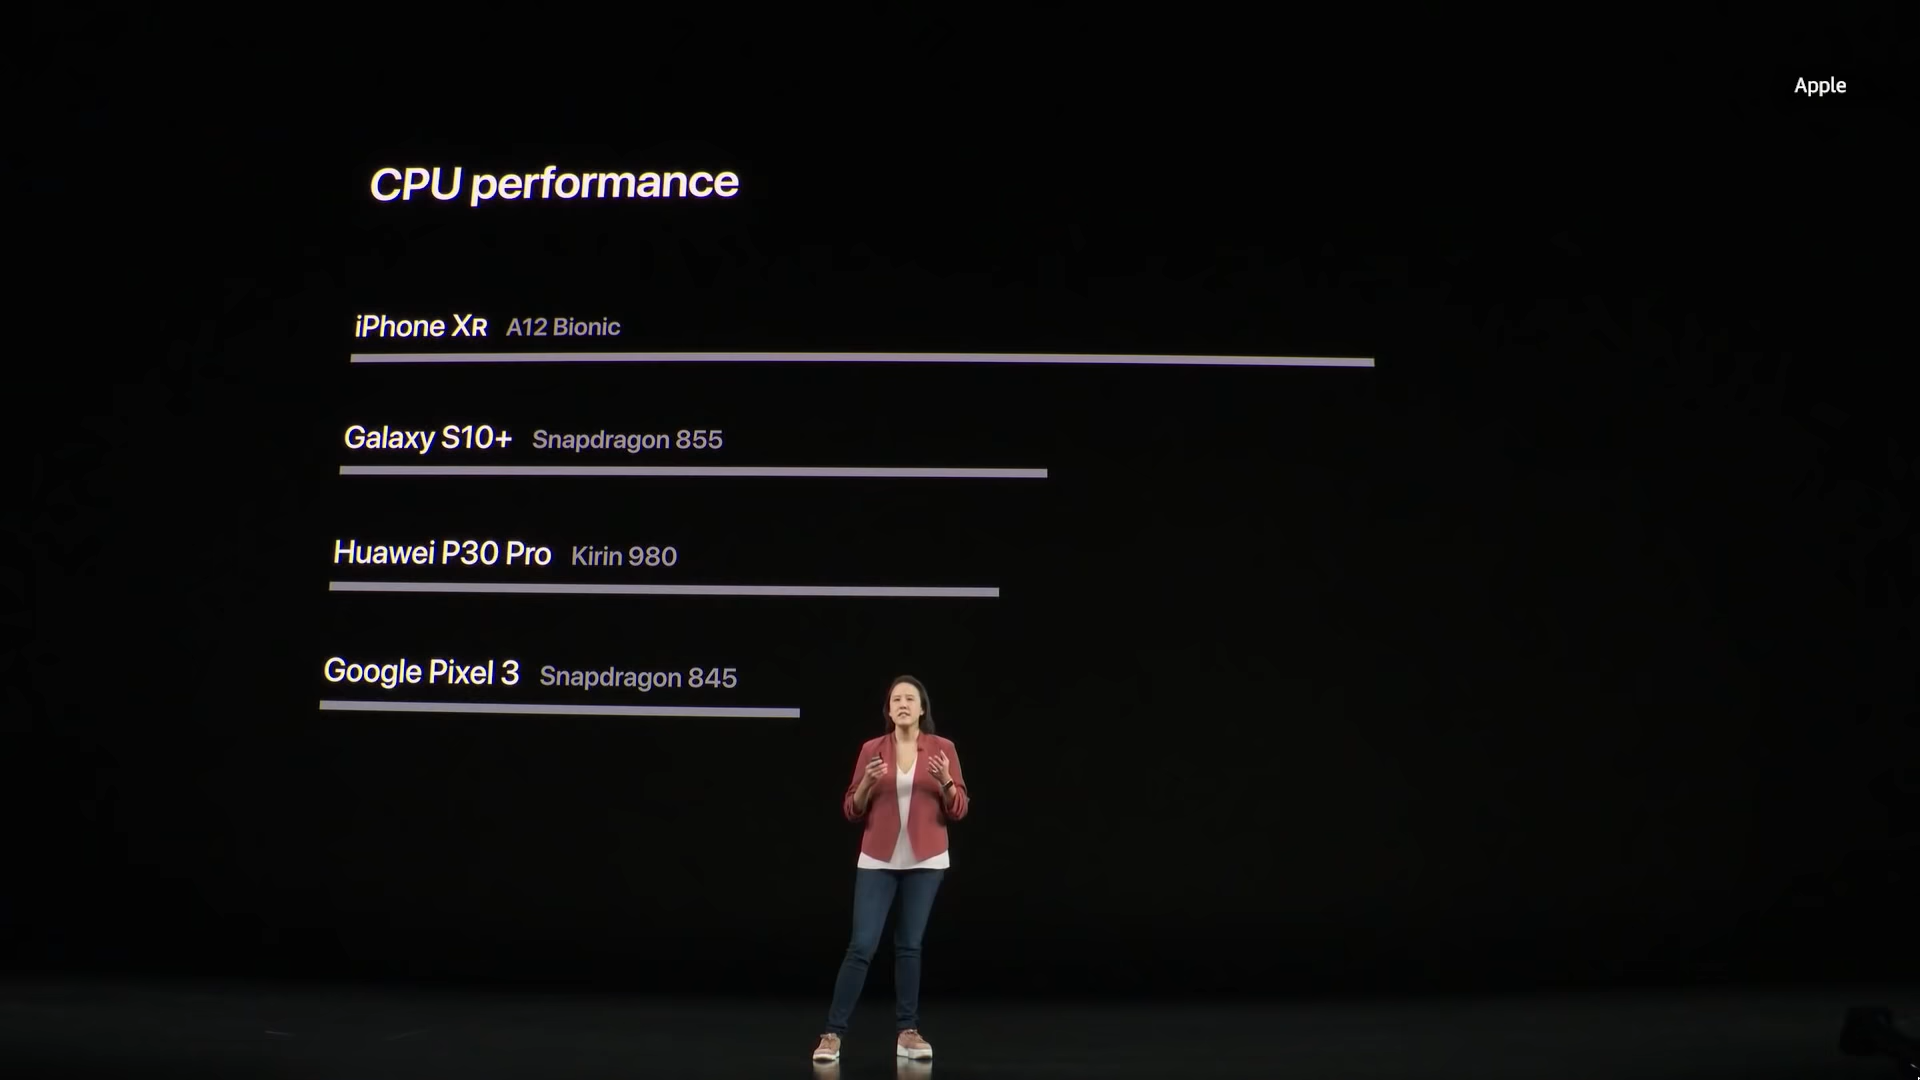 Apple
CPU performance
iPhone XR A12 Bionic
Galaxy S10+ Snapdragon 855
Huawei P30 Pro Kirin 980
Google Pixel 3 Snapdragon 845